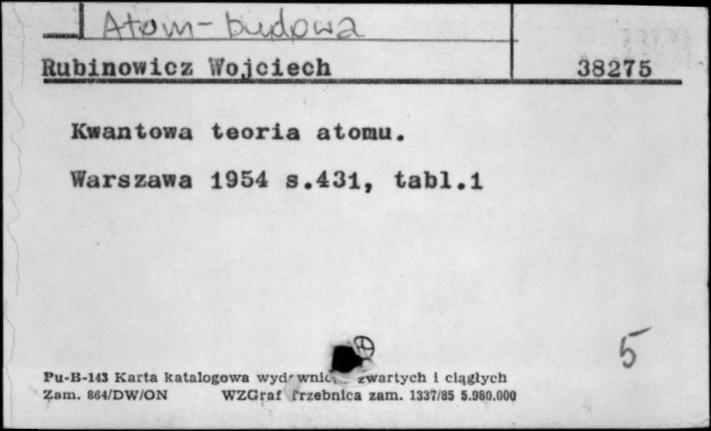 Atom - budowa
Rubinowicz Wojciech 38275
Kwantowa teoria atomu.
Warszawa 1954 s.431, tabl.1
5
Pu-B-143 Karta katalogowa zwartych i ciągłych
Zam. 864/DW/ON WZGraf Trzebnica zam. 1337/85 5.980.000